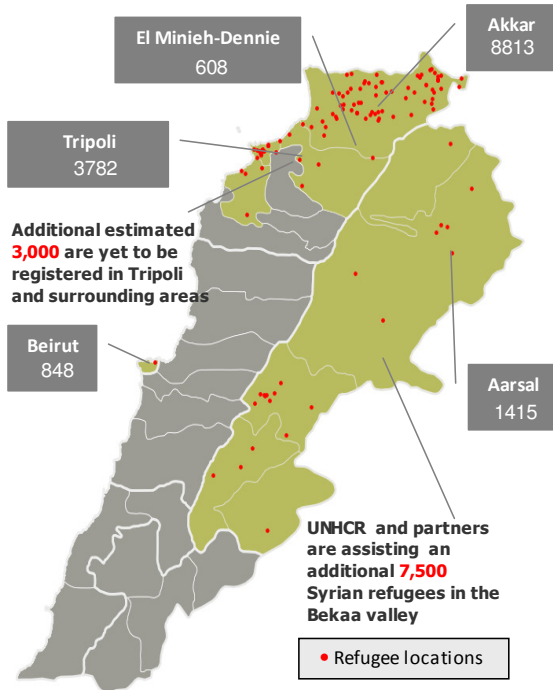 El Minieh-Dennie
608
Akkar
8813
Tripoli
3782
Additional estimated
3,000 are yet to be
registered in Tripoli
and surrounding areas
Beirut
848
Aarsal
1415
UNHCR and partners
are assisting an
additional 7,500
Syrian refugees in the
Bekaa valley
Refugee locations